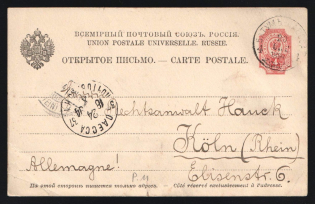 ВСЕМІРНЫЙ ПОЧТОВЫЙ СОЮЗЪ. РОССІЯ.
UNION POSTALE UNIVERSELLE. RUSSIE.
ОТКРЫТОЕ ПИСЬМО. — CARTE POSTALE.
Rechtsanwalt Hauck
ОДЕССА
Köln (Rhein)
Allemagne!
Elisenstr. 6.
На этой сторонѣ пишется только адресъ. — Côté réservé exclusivement à l'adresse.